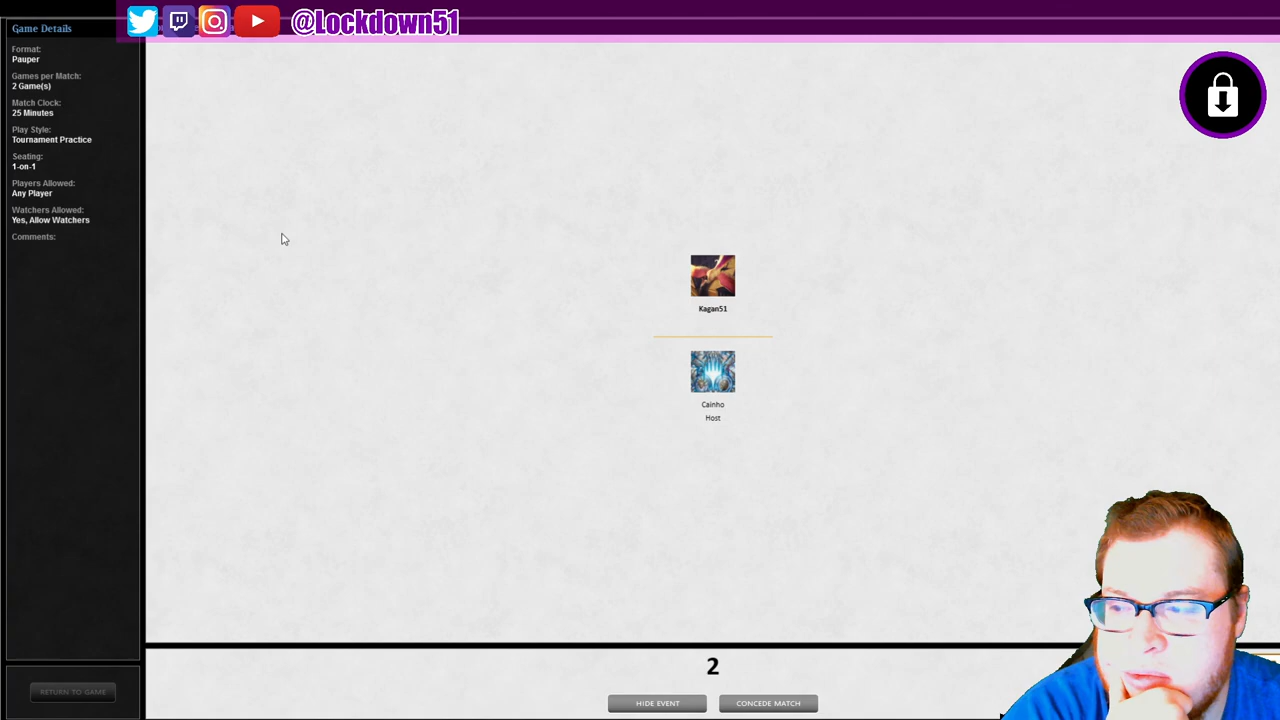 @Lockdown51
Game Details
Format:
Pauper
Games per Match:
2 Game(s)
Match Clock:
25 Minutes
Play Style:
Tournament Practice
Seating:
1-on-1
Players Allowed:
Any Player
Watchers Allowed:
Yes, Allow Watchers
Comments:
Kagan51
Cainho
Host
2
RETURN TO GAME
HIDE EVENT
CONCEDE MATCH